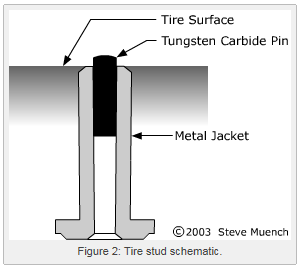 Tire Surface
Tungsten Carbide Pin
Metal Jacket
©2003 Steve Muench
Figure 2: Tire stud schematic.